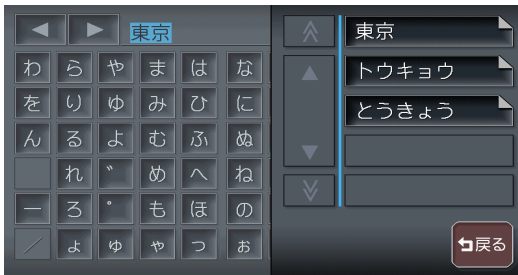 東京
わ ら や ま は な
を り ゆ み ひ に
ん る よ む ふ ぬ
れ ゛ め へ ね
ー ろ ゜ も ほ の
／ ょ ゅ ゃ っ ぉ
東京
トウキョウ
とうきょう
戻る